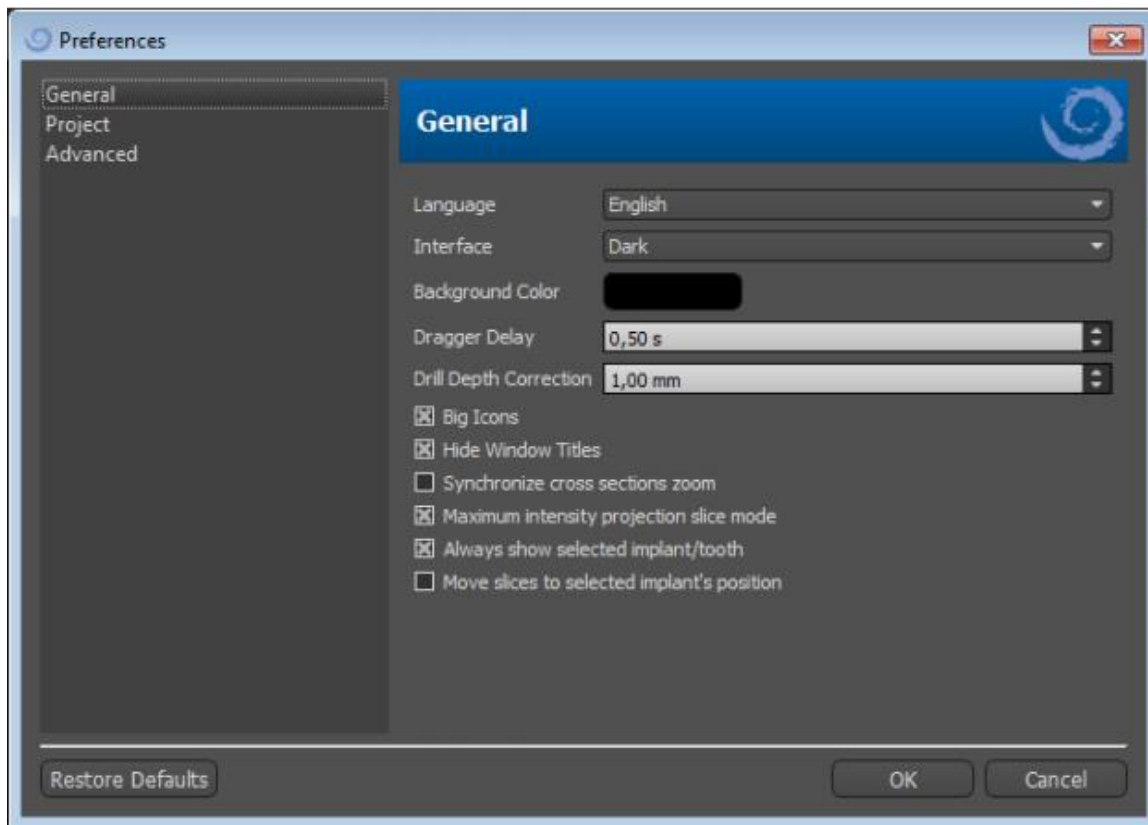 Preferences
General
Project
Advanced
General
Language English
Interface Dark
Background Color
Dragger Delay 0,50 s
Drill Depth Correction 1,00 mm
Big Icons
Hide Window Titles
Synchronize cross sections zoom
Maximum intensity projection slice mode
Always show selected implant/tooth
Move slices to selected implant's position
Restore Defaults OK Cancel